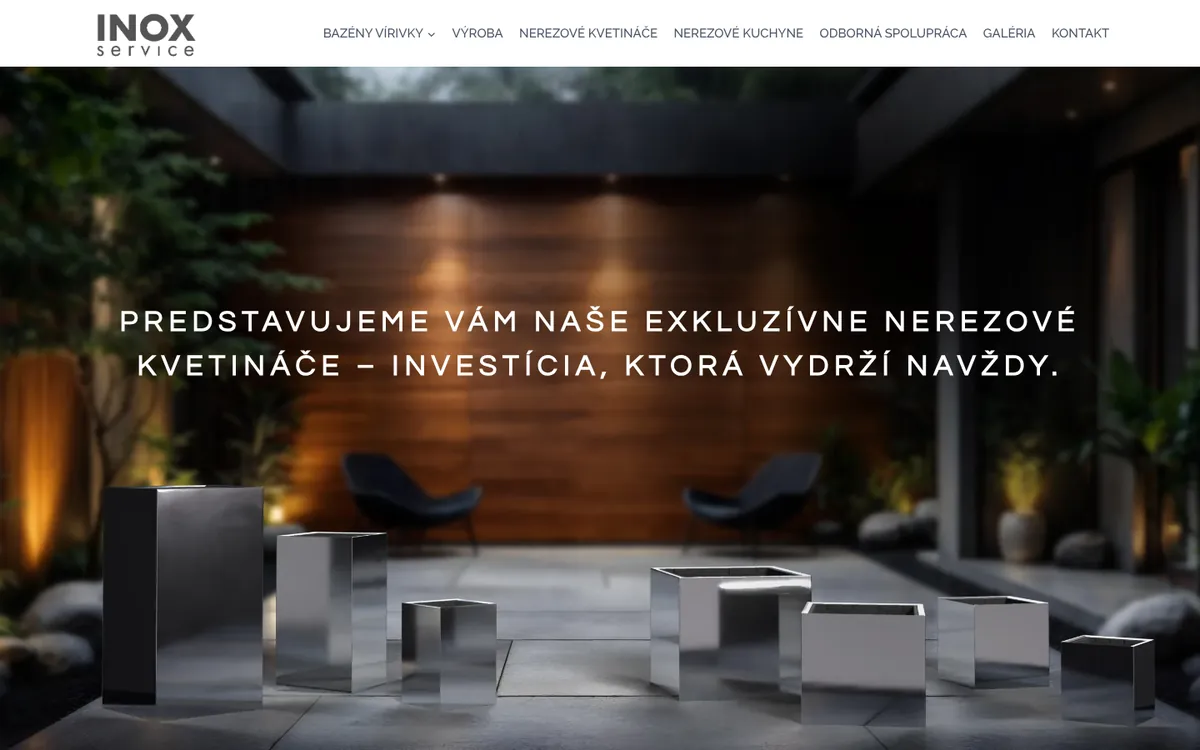 INOX
service
BAZÉNY VÍRIVKY
VÝROBA
NEREZOVÉ KVETINÁČE
NEREZOVÉ KUCHYNE
ODBORNÁ SPOLUPRÁCA
GALÉRIA
KONTAKT
PREDSTAVUJEME VÁM NAŠE EXKLUZÍVNE NEREZOVÉ
KVETINÁČE – INVESTÍCIA, KTORÁ VYDRŽÍ NAVŽDY.